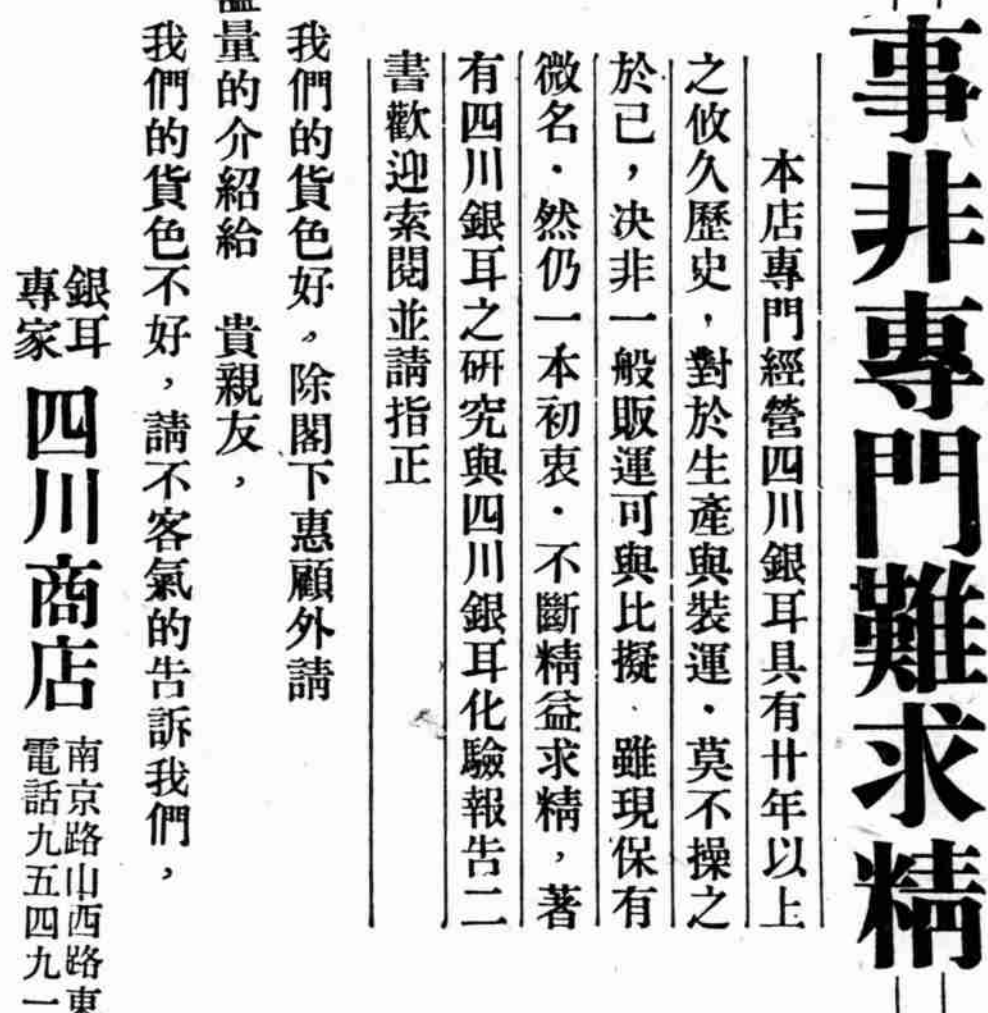 事非專門難求精
本店專門經營四川銀耳具有廿年以上
之攸久歷史，對於生產與裝運·莫不操之
於己，决非一般販運可與比擬·雖現保有
微名·然仍一本初衷·不斷精益求精，著
有四川銀耳之研究與四川銀耳化驗報告二
書歡迎索閱並請指正
我們的貨色好。除閣下惠顧外請
量的介紹給　貴親友，
我們的貨色不好，請不客氣的告訴我們，
銀耳
專家
四川商店
南京路山西路東
電話九五四九一